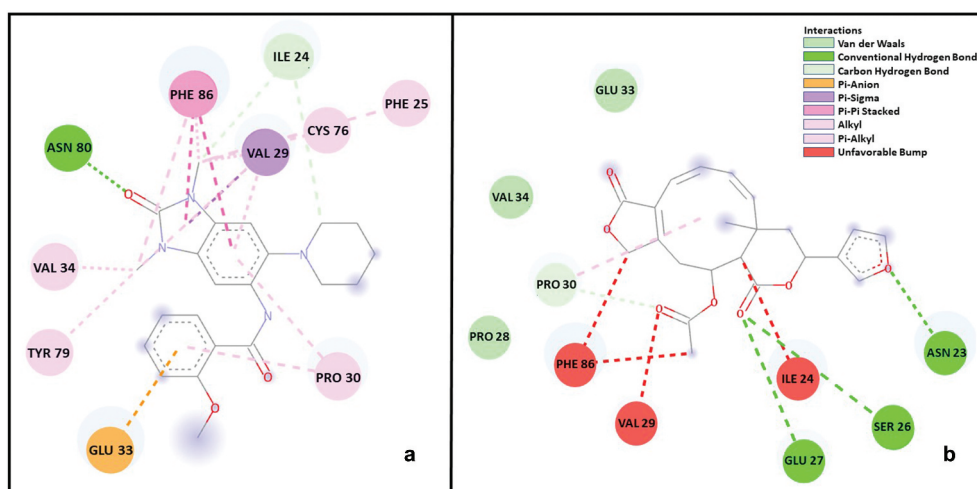 ILE 24
PHE 86
PHE 25
CYS 76
ASN 80
VAL 29
O
N
N
N
VAL 34
N
TYR 79
PRO 30
O
O
GLU 33
a
Interactions
Van der Waals
Conventional Hydrogen Bond
Carbon Hydrogen Bond
Pi-Anion
Pi-Sigma
Pi-Pi Stacked
Alkyl
Pi-Alkyl
Unfavorable Bump
GLU 33
VAL 34
O
O
O
PRO 30
O
O
O
O
PRO 28
PHE 86
ILE 24
ASN 23
VAL 29
SER 26
GLU 27
b